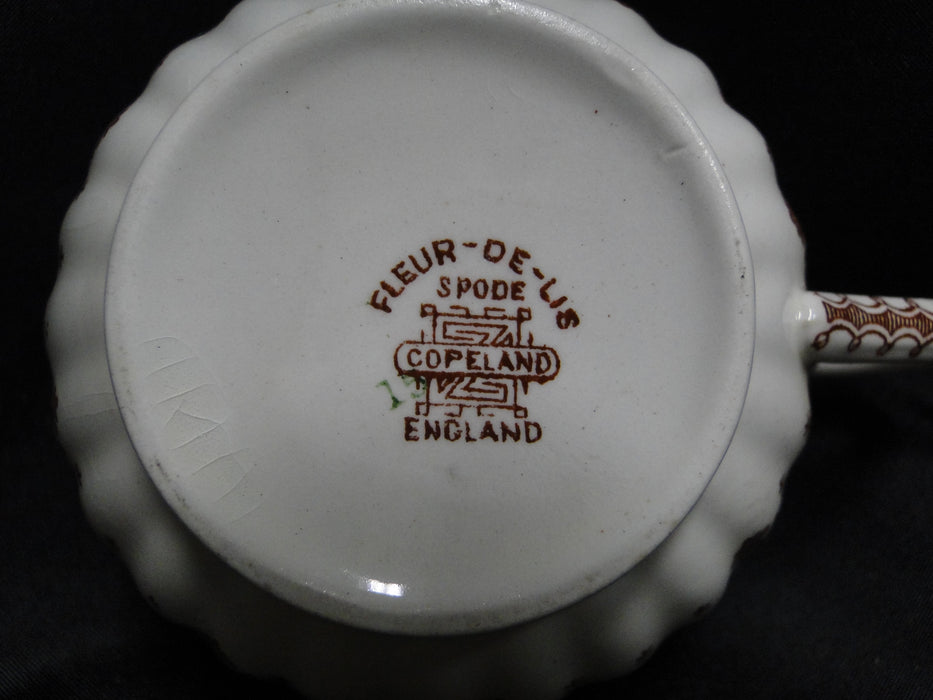 FLEUR-DE-LIS
SPODE
COPELAND
ENGLAND